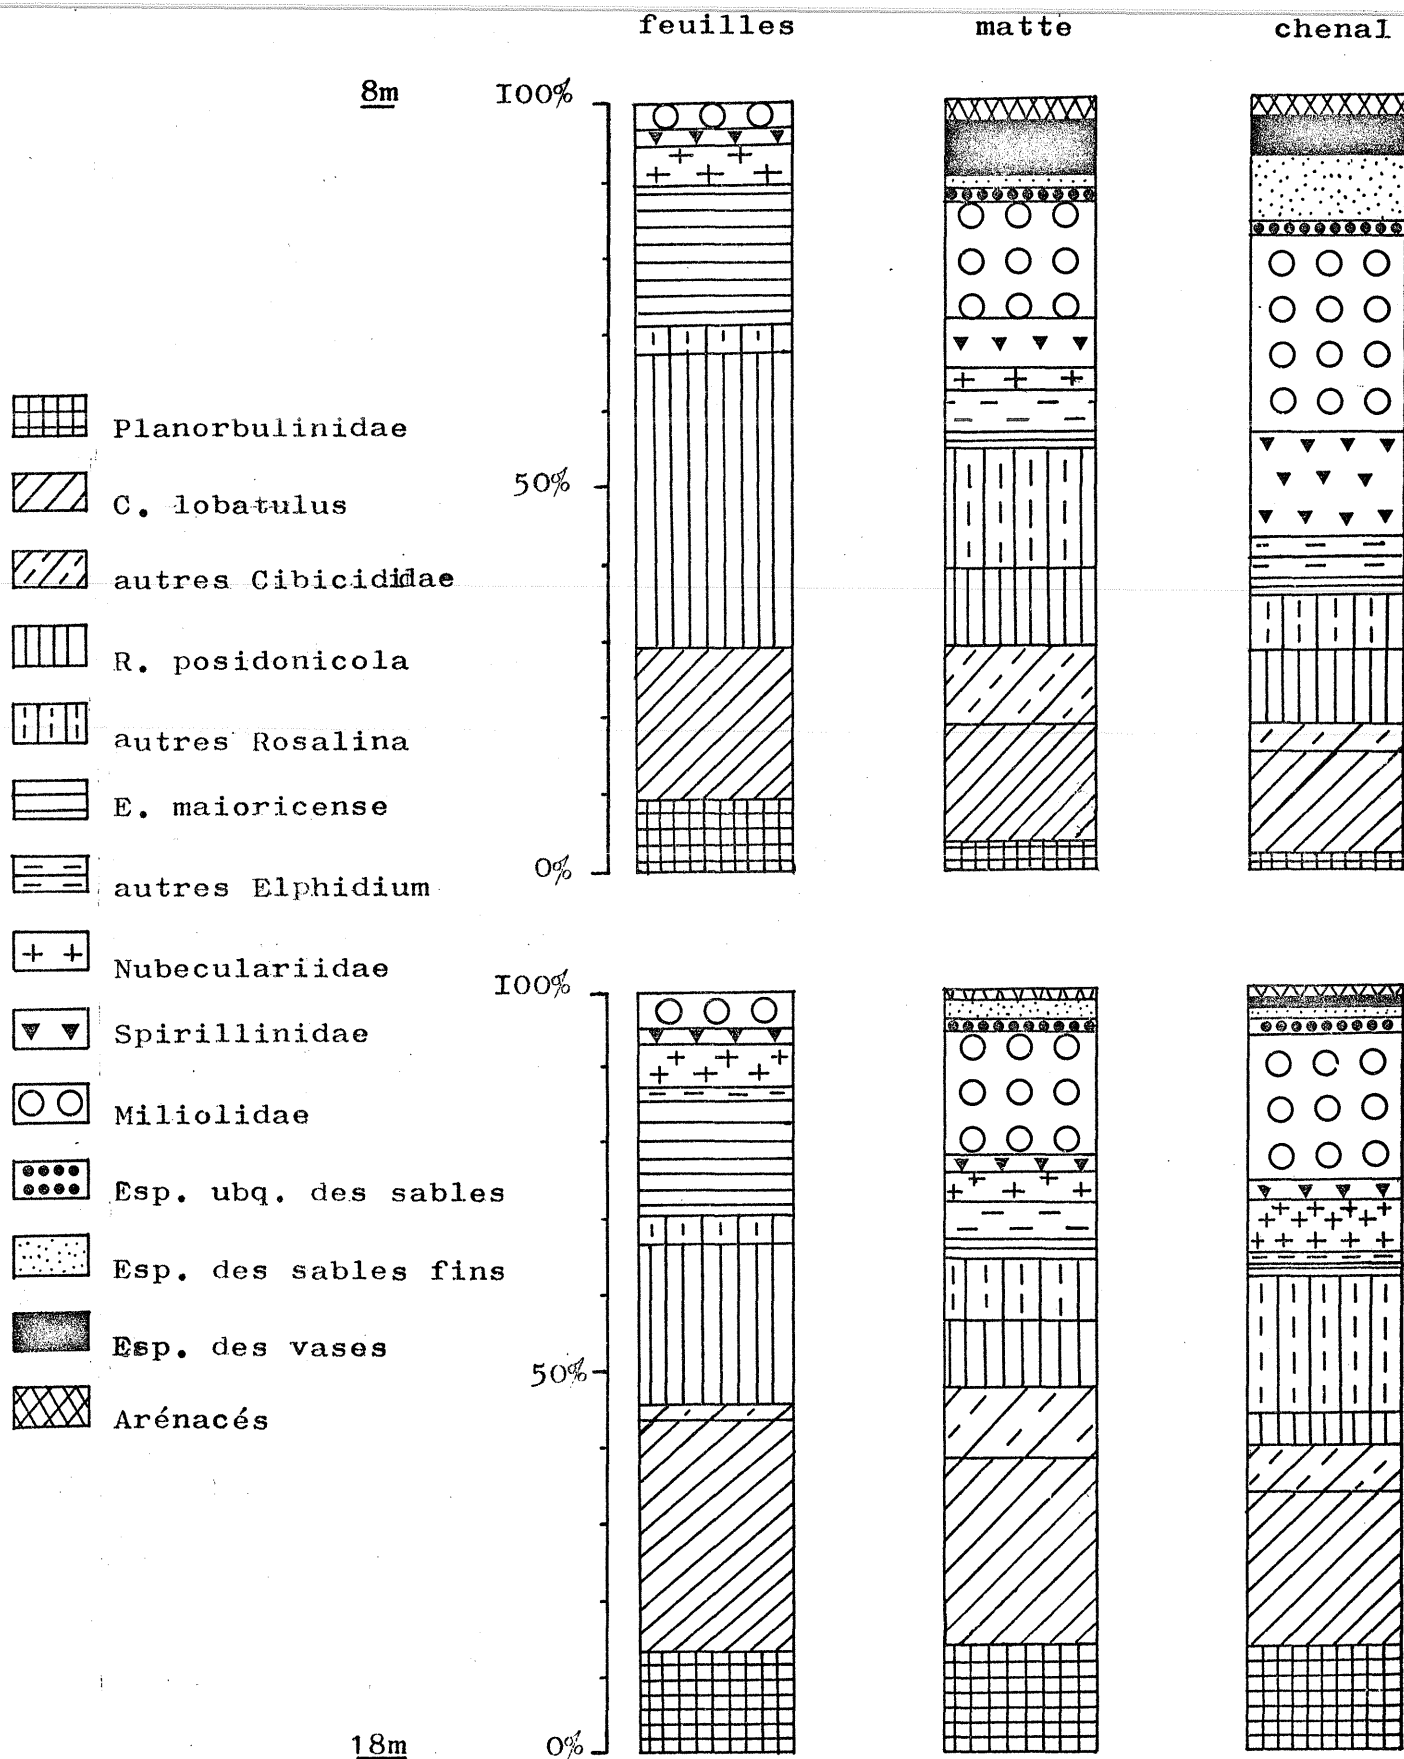 feuilles matte chenal
8m 100%
Planorbulinidae
50%
C. lobatulus
autres Cibicididae
R. posidonicola
autres Rosalina
E. maioricense
0%
autres Elphidium
Nubeculariidae
100%
Spirillinidae
Miliolidae
Esp. ubq. des sables
Esp. des sables fins
Esp. des vases
50%
Arénacés
18m 0%